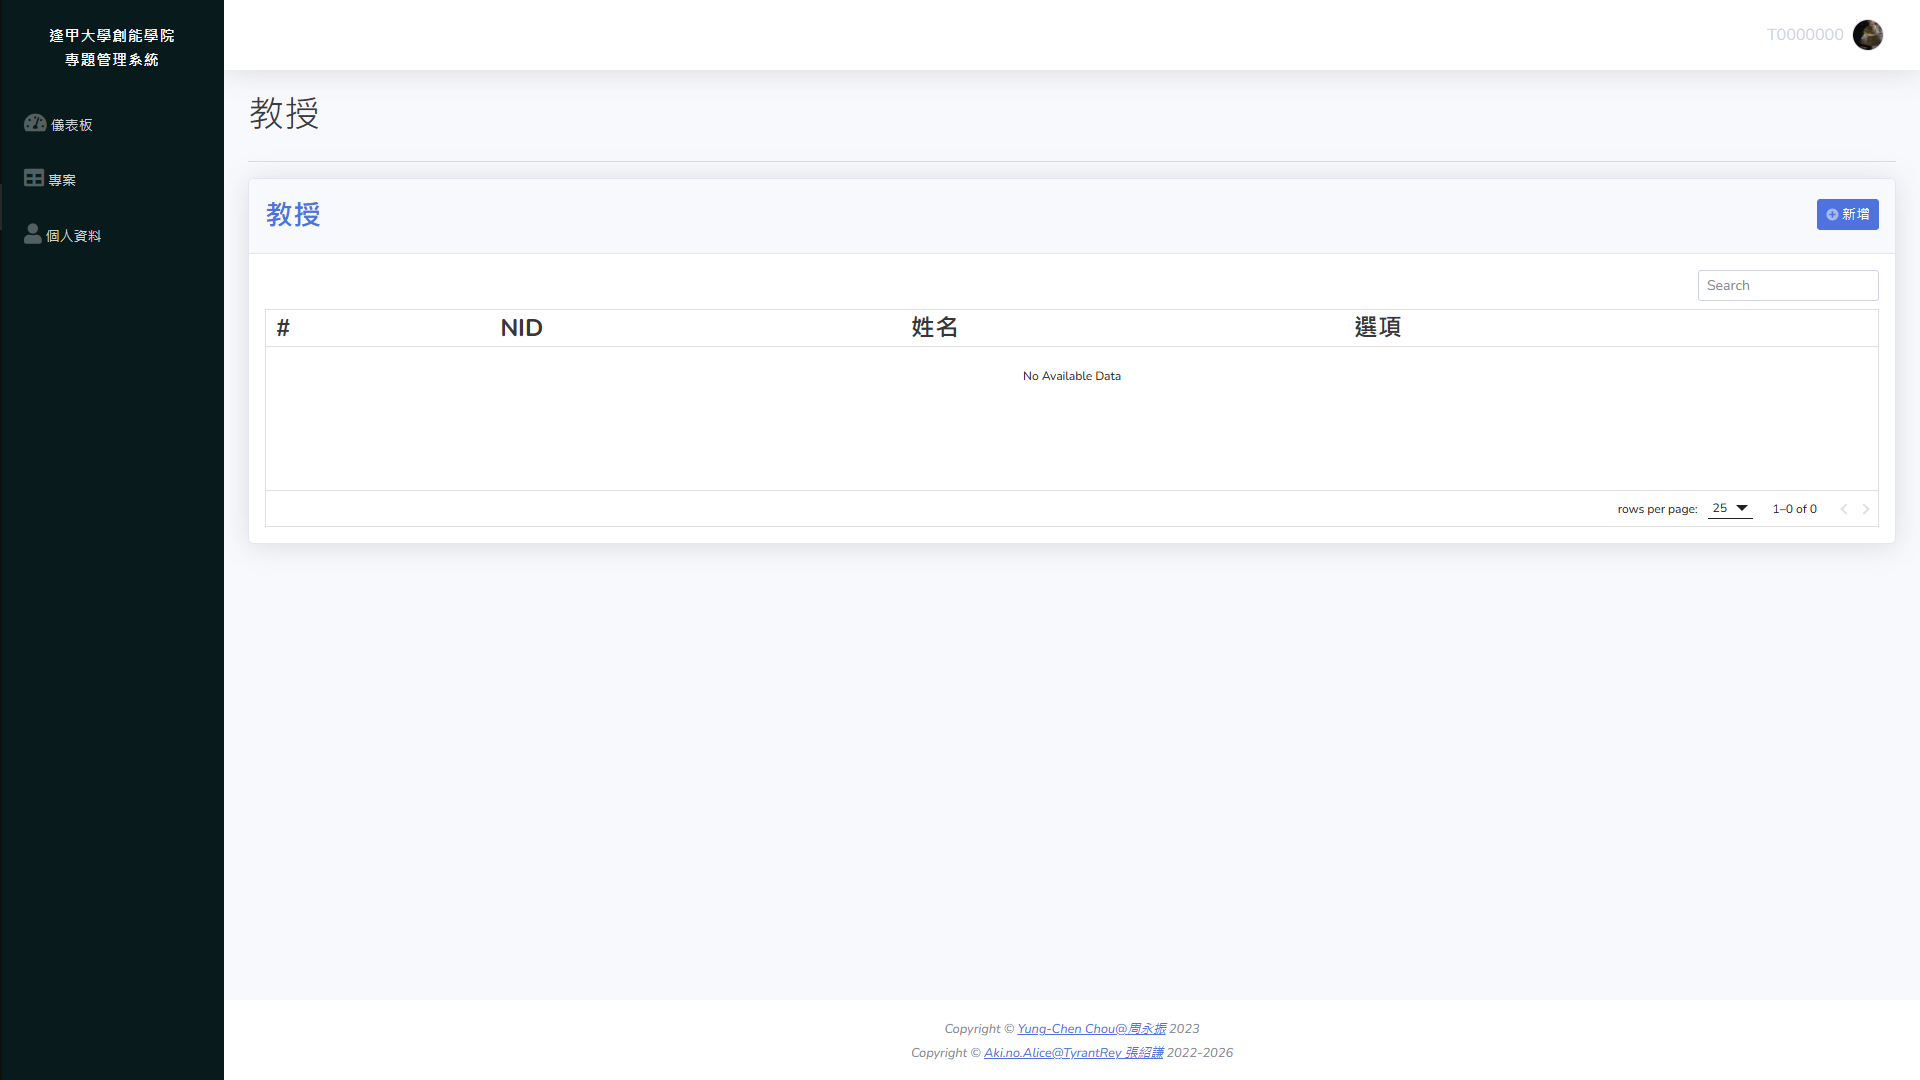 逢甲大學創能學院
專題管理系統
儀表板
專案
個人資料
T0000000
教授
教授
新增
Search
# NID 姓名 選項
No Available Data
rows per page: 25 1–0 of 0
Copyright © Yung-Chen Chou@周永振 2023
Copyright © Aki.no.Alice@TyrantRey 張紹謙 2022-2026